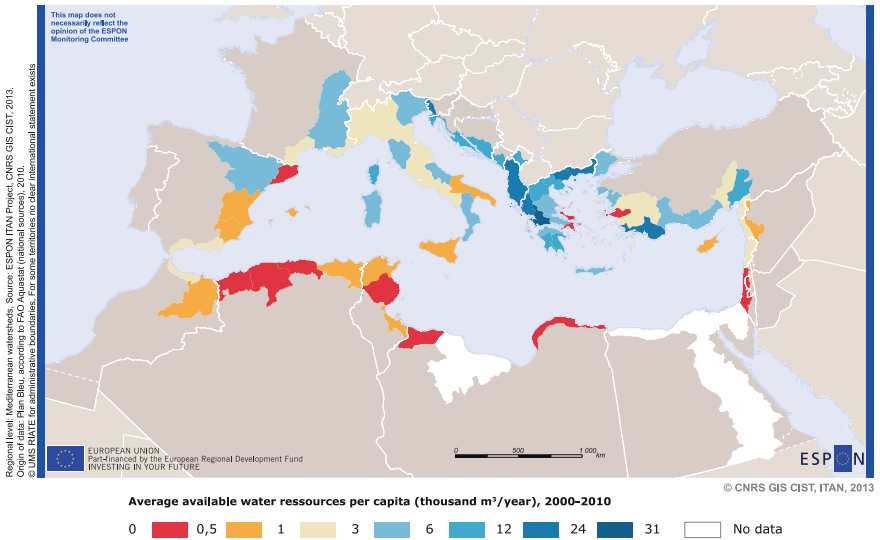 This map does not
necessarily reflect the
opinion of the ESPON
Monitoring Committee
Regional level: Mediterranean watersheds, Source: ESPON ITAN Project, CNRS GIS CIST, 2013.
Origin of data: Plan Bleu, according to FAO Aquastat (national sources), 2010.
© UMS RIATE for administrative boundaries, For some territories no clear international statement exists
EUROPEAN UNION
Part-financed by the European Regional Development Fund
INVESTING IN YOUR FUTURE
0 500 1 000
km
ESPON
© CNRS GIS CIST, ITAN, 2013
Average available water ressources per capita (thousand m³/year), 2000-2010
0 0,5 1 3 6 12 24 31 No data